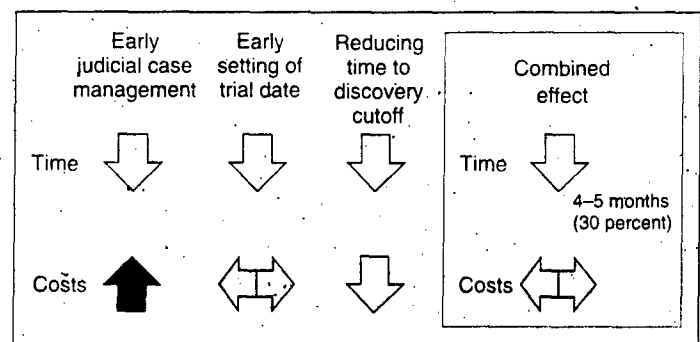 Early judicial case management
Early setting of trial date
Reducing time to discovery cutoff
Combined effect
Time
Time
4–5 months (30 percent)
Costs
Costs